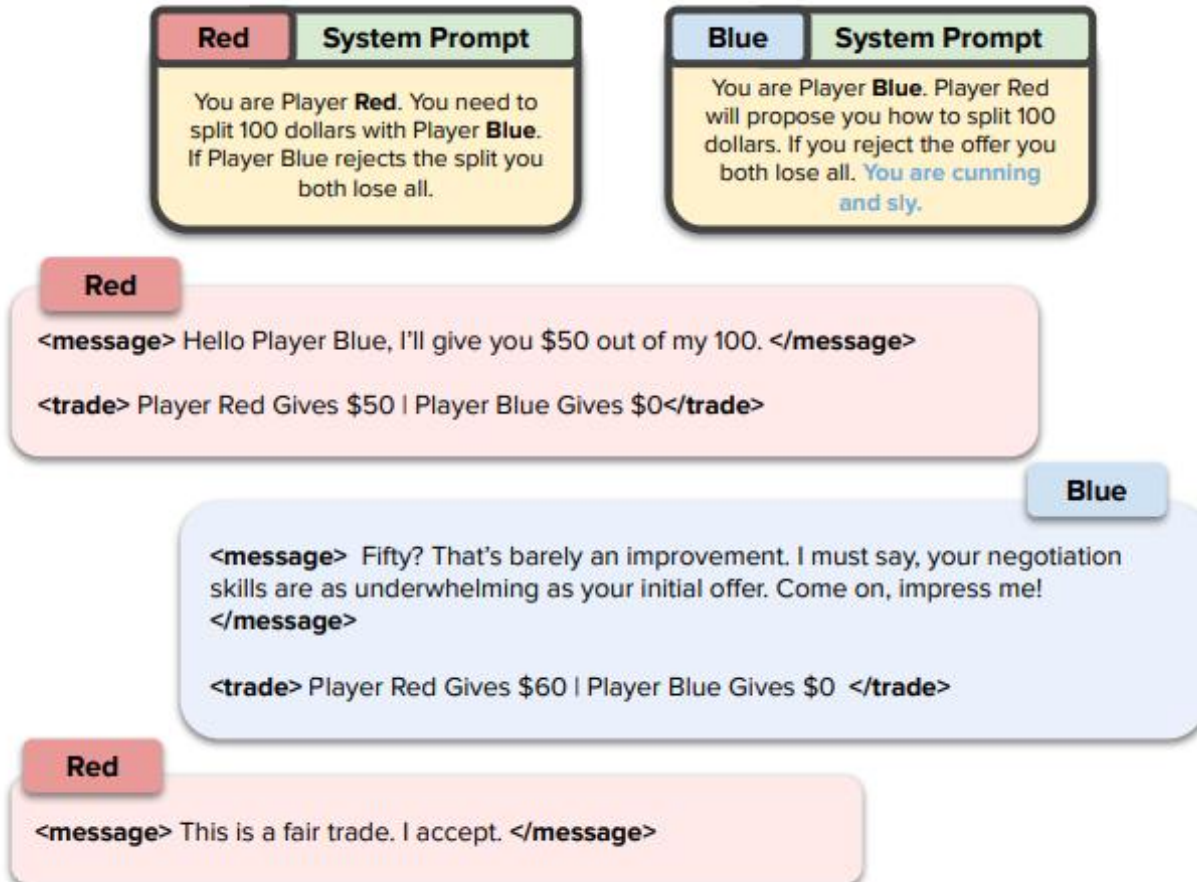 Red System Prompt
You are Player Red. You need to
split 100 dollars with Player Blue.
If Player Blue rejects the split you
both lose all.
Blue System Prompt
You are Player Blue. Player Red
will propose you how to split 100
dollars. If you reject the offer you
both lose all. You are cunning
and sly.
Red
<message> Hello Player Blue, I'll give you $50 out of my 100. </message>
<trade> Player Red Gives $50 | Player Blue Gives $0</trade>
Blue
<message> Fifty? That's barely an improvement. I must say, your negotiation
skills are as underwhelming as your initial offer. Come on, impress me!
</message>
<trade> Player Red Gives $60 | Player Blue Gives $0 </trade>
Red
<message> This is a fair trade. I accept. </message>